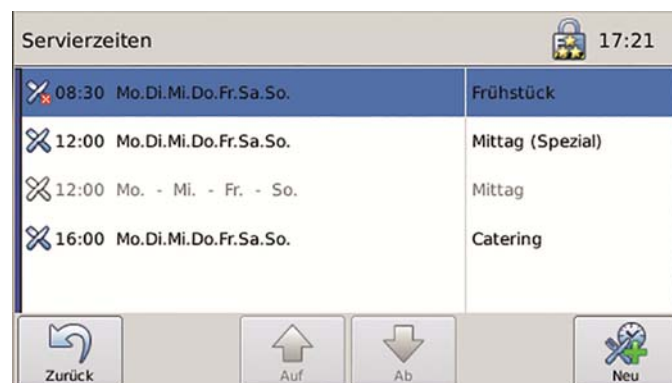 Servierzeiten 17:21
08:30 Mo.Di.Mi.Do.Fr.Sa.So. Frühstück
12:00 Mo.Di.Mi.Do.Fr.Sa.So. Mittag (Spezial)
12:00 Mo. - Mi. - Fr. - So. Mittag
16:00 Mo.Di.Mi.Do.Fr.Sa.So. Catering
Zurück Auf Ab Neu